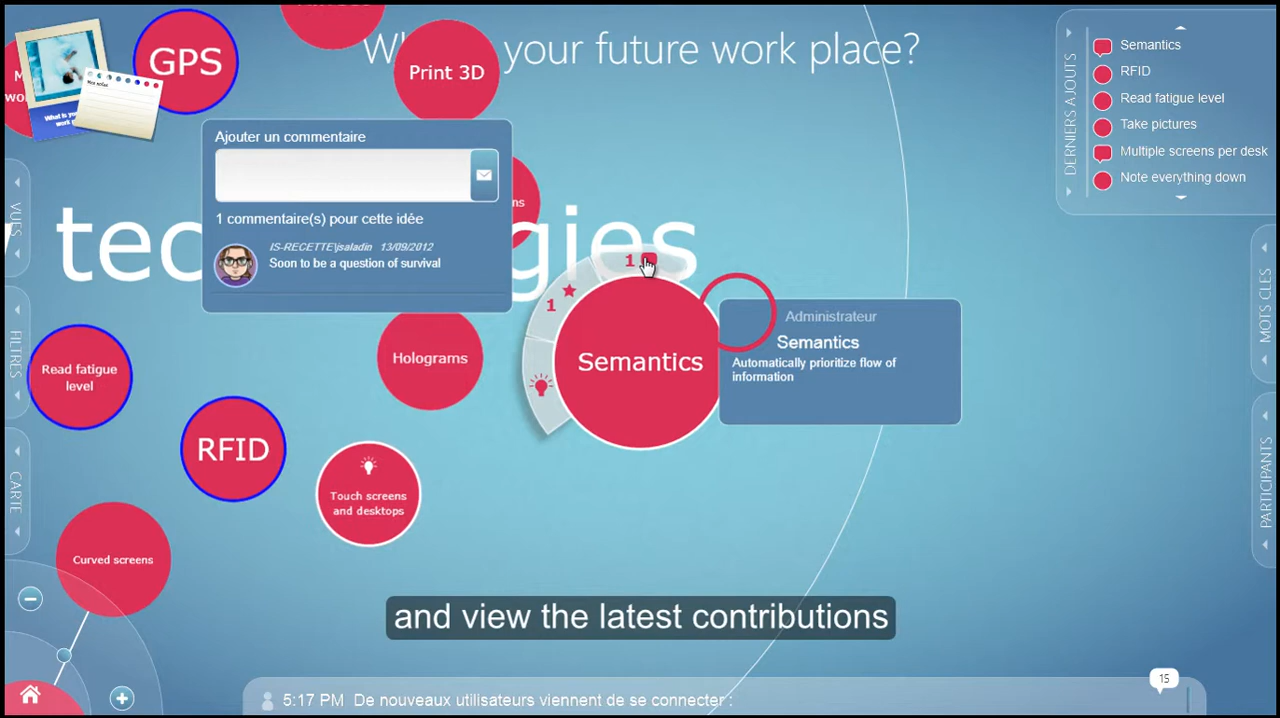 your future work place?
GPS
Print 3D
Ajouter un commentaire
1 commentaire(s) pour cette idée
IS-RECETTE\jsaladin 13/09/2012
Soon to be a question of survival
tec
gies
1
1
Semantics
Administrateur
Semantics
Automatically prioritize flow of
information
Holograms
Read fatigue
level
RFID
Touch screens
and desktops
Curved screens
VUES
FILTRES
CARTE
DERNIERS AJOUTS
Semantics
RFID
Read fatigue level
Take pictures
Multiple screens per desk
Note everything down
MOTS CLES
PARTICIPANTS
and view the latest contributions
15
5:17 PM De nouveaux utilisateurs viennent de se connecter :